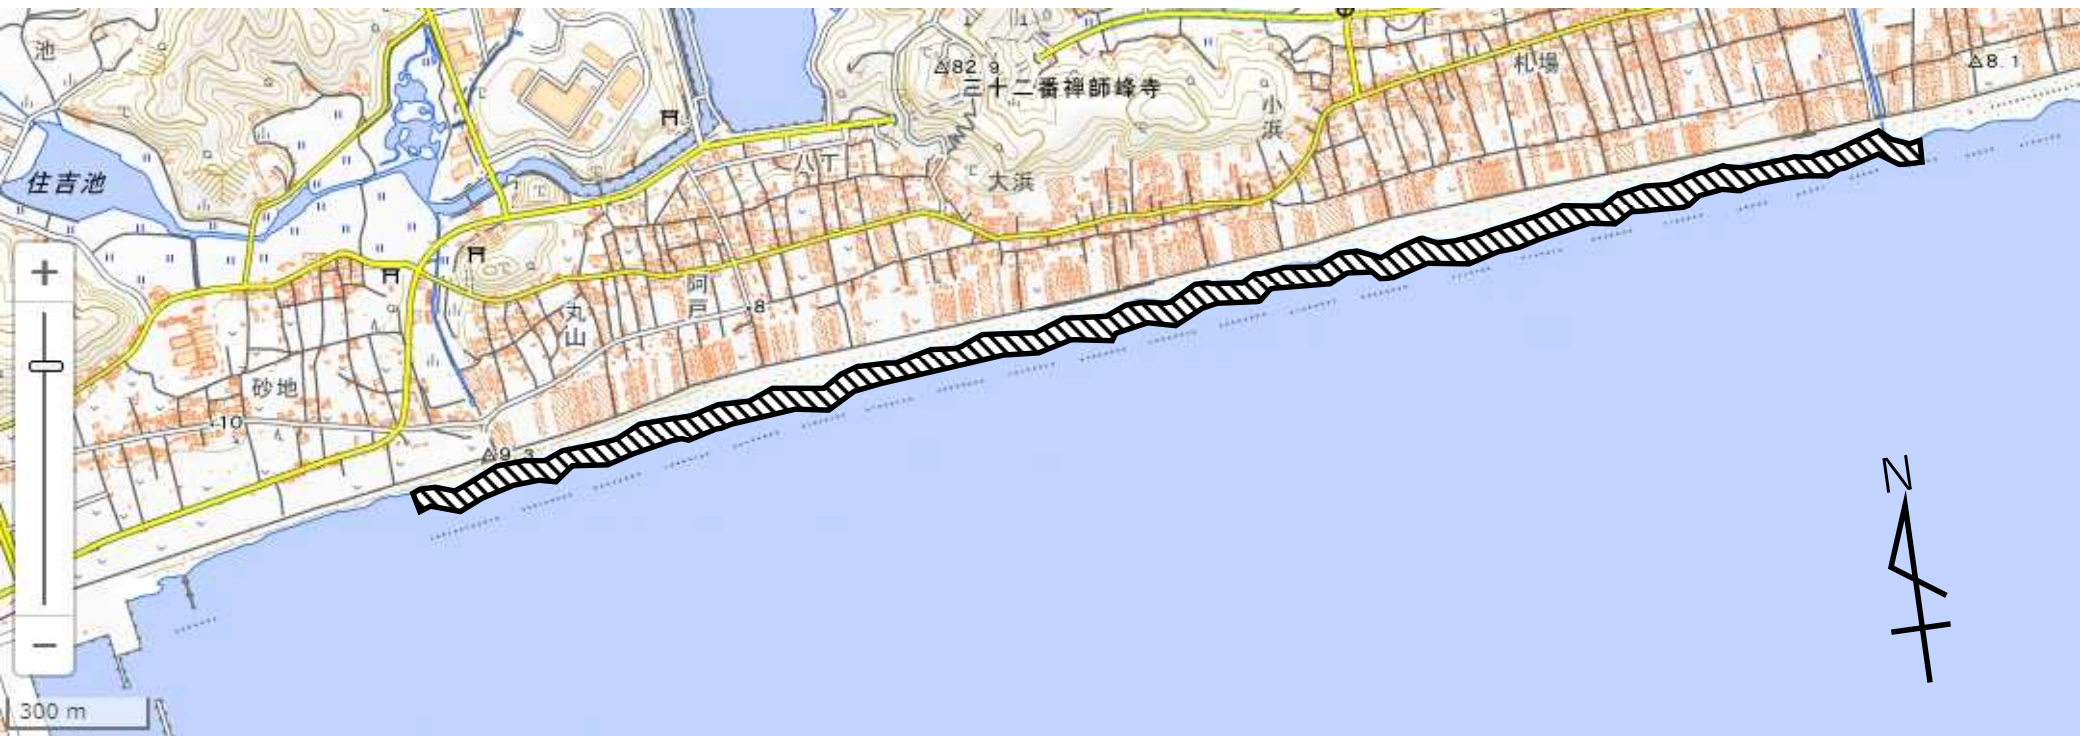 池
住吉池
△82.9
三十二番禅師峰寺
小浜
札場
△8.1
八丁
大浜
阿戸
丸山
·8
砂地
·10
△9.3
+
−
300 m
N